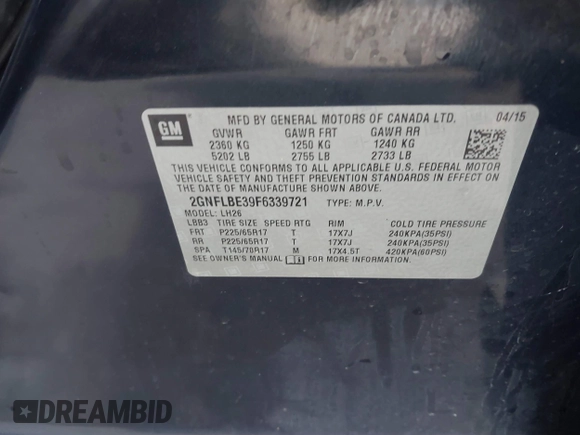 GM
MFD BY GENERAL MOTORS OF CANADA LTD. 04/15
GVWR GAWR FRT GAWR RR
2360 KG 1250 KG 1240 KG
5202 LB 2755 LB 2733 LB
THIS VEHICLE CONFORMS TO ALL APPLICABLE U.S. FEDERAL MOTOR
VEHICLE SAFETY AND THEFT PREVENTION STANDARDS IN EFFECT ON
THE DATE OF MANUFACTURE SHOWN ABOVE.
2GNFLBE39F6339721 TYPE: M.P.V.
MODEL: LH26
LBB3 TIRE SIZE SPEED RTG RIM COLD TIRE PRESSURE
FRT P225/65R17 T 17X7J 240KPA(35PSI)
RR P225/65R17 T 17X7J 240KPA(35PSI)
SPA T145/70R17 M 17X4.5T 420KPA(60PSI)
SEE OWNER'S MANUAL FOR MORE INFORMATION.
DREAMBID